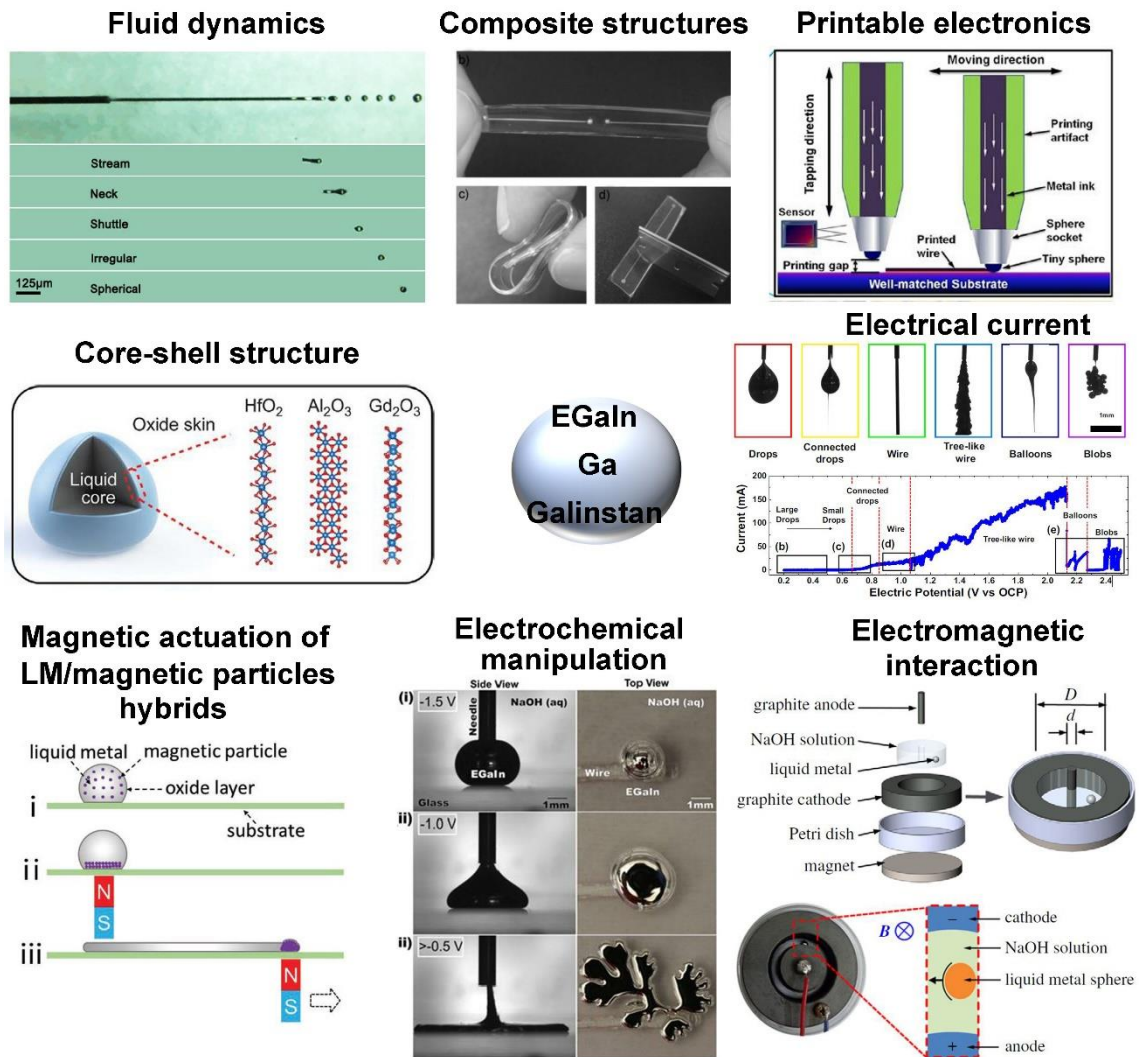 Fluid dynamics
Stream
Neck
Shuttle
Irregular
125μm
Spherical
Composite structures
b)
c)
d)
Printable electronics
Moving direction
Tapping direction
Printing
artifact
Metal ink
Sensor
Sphere
socket
Printed
wire
Printing gap
Tiny sphere
Well-matched Substrate
Core-shell structure
Oxide skin
HfO2
Al2O3
Gd2O3
Liquid
core
EGaIn
Ga
Galinstan
Electrical current
1mm
Drops
Connected
drops
Wire
Tree-like
wire
Balloons
Blobs
Current (mA)
200
150
100
50
0
Large
Drops
Small
Drops
Connected
drops
Wire
Tree-like wire
Balloons
Blobs
(b)
(c)
(d)
(e)
0.2 0.4 0.6 0.8 1.0 1.2 1.4 1.6 1.8 2.0 2.2 2.4
Electric Potential (V vs OCP)
Magnetic actuation of
LM/magnetic particles
hybrids
liquid metal
magnetic particle
oxide layer
i
substrate
ii
N
S
iii
N
S
Electrochemical
manipulation
Side View
Top View
(i)
-1.5 V
Needle
NaOH (aq)
NaOH (aq)
EGaIn
Wire
EGaIn
Glass
1mm
1mm
ii)
-1.0 V
ii)
>-0.5 V
Electromagnetic
interaction
graphite anode
NaOH solution
liquid metal
graphite cathode
Petri dish
magnet
D
d
B
−
cathode
NaOH solution
liquid metal sphere
+
anode